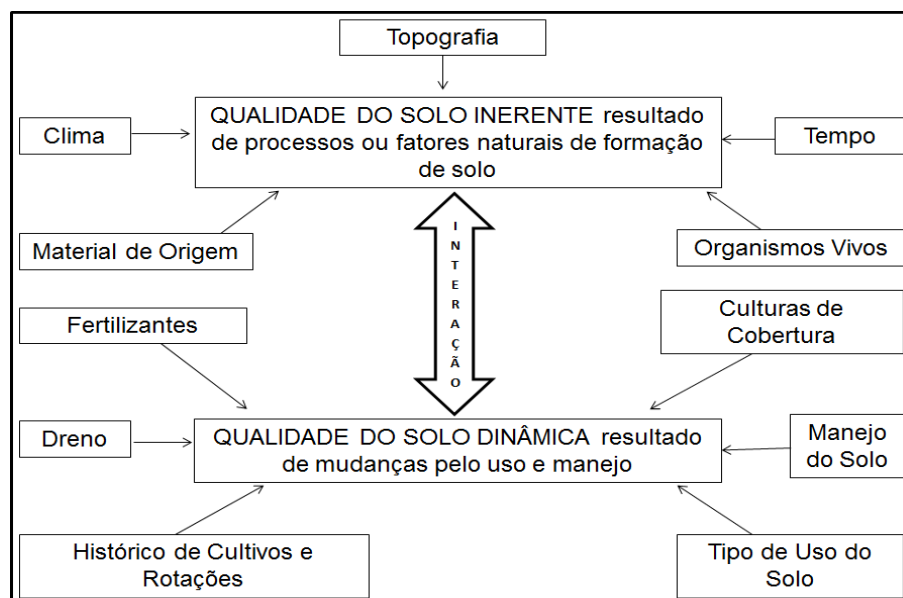 Topografia
QUALIDADE DO SOLO INERENTE resultado
de processos ou fatores naturais de formação
de solo
Clima
Tempo
Material de Origem
Organismos Vivos
INTERAÇÃO
Fertilizantes
Culturas de
Cobertura
Dreno
QUALIDADE DO SOLO DINÂMICA resultado
de mudanças pelo uso e manejo
Manejo
do Solo
Histórico de Cultivos e
Rotações
Tipo de Uso do
Solo